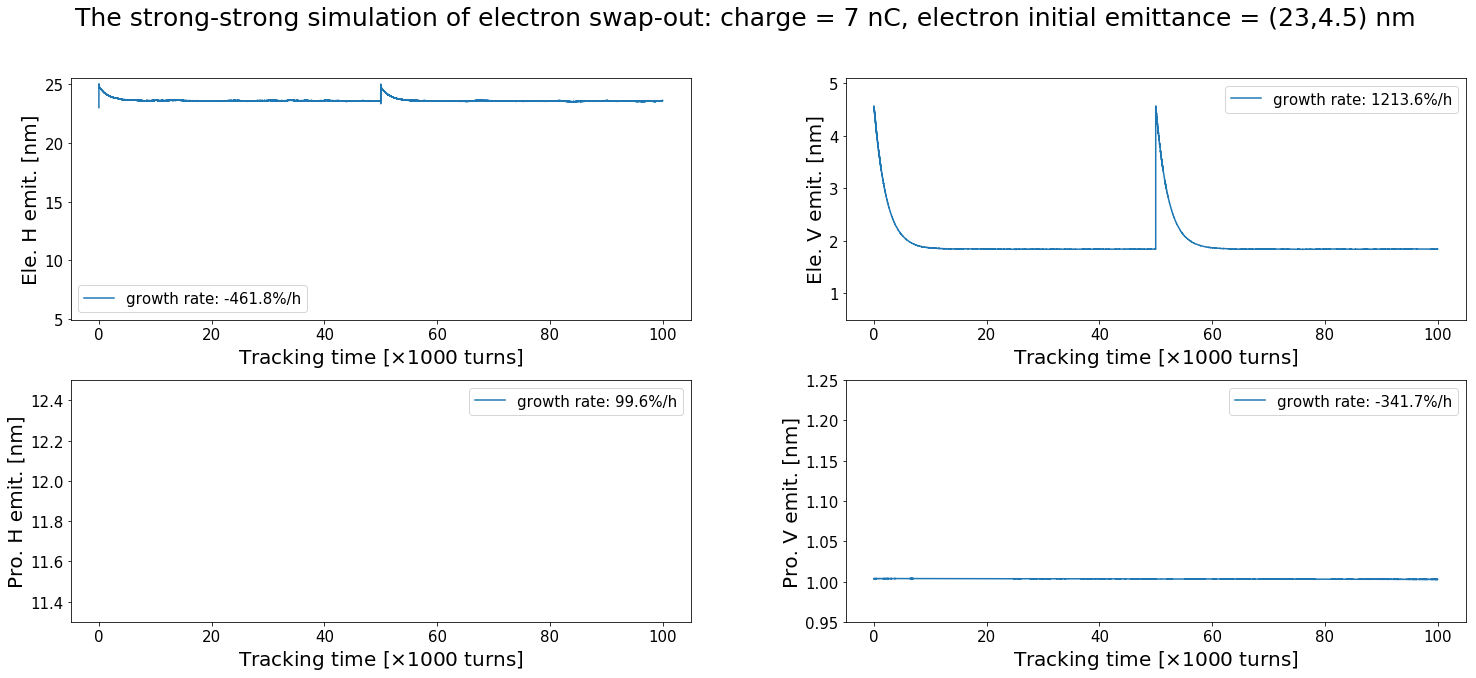 The strong-strong simulation of electron swap-out: charge = 7 nC, electron initial emittance = (23,4.5) nm
25
20
15
10
5
Ele. H emit. [nm]
growth rate: -461.8%/h
0 20 40 60 80 100
Tracking time [×1000 turns]
5
4
3
2
1
Ele. V emit. [nm]
growth rate: 1213.6%/h
0 20 40 60 80 100
Tracking time [×1000 turns]
12.4
12.2
12.0
11.8
11.6
11.4
Pro. H emit. [nm]
growth rate: 99.6%/h
0 20 40 60 80 100
Tracking time [×1000 turns]
1.25
1.20
1.15
1.10
1.05
1.00
0.95
Pro. V emit. [nm]
growth rate: -341.7%/h
0 20 40 60 80 100
Tracking time [×1000 turns]